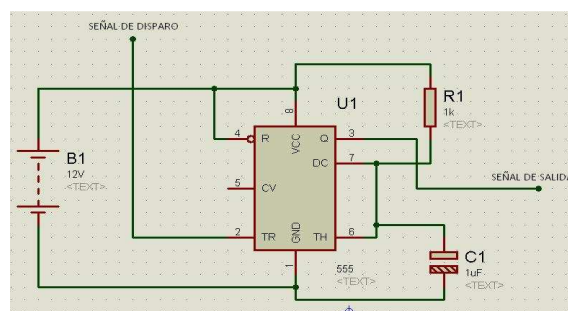 SEÑAL DE DISPARO
U1
R1
1k
<TEXT>
8
VCC
4
R
Q
3
DC
7
B1
12V
<TEXT>
5
CV
SEÑAL DE SALIDA
2
TR
GND
TH
6
1
555
<TEXT>
C1
1uF
<TEXT>